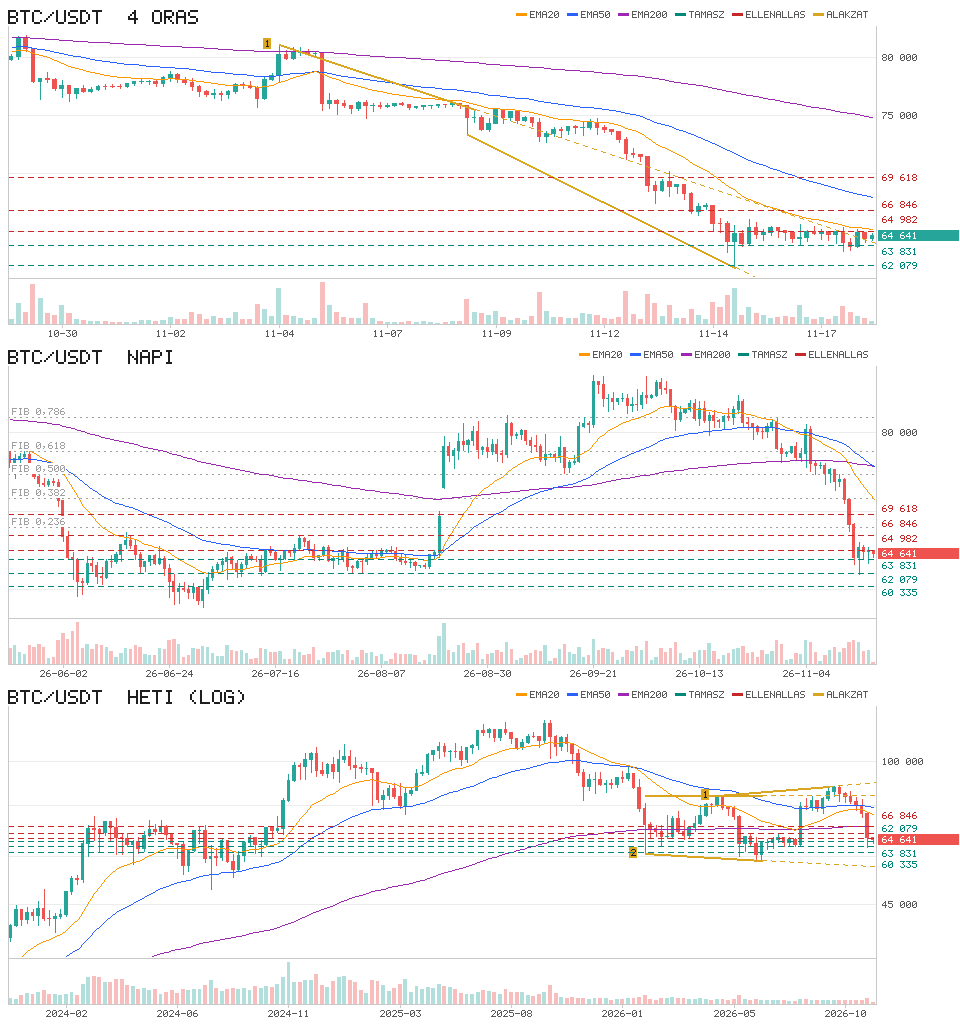 BTC/USDT 4 ORAS
EMA20 EMA50 EMA200 TAMASZ ELLENALLAS ALAKZAT
1
80 000
75 000
69 618
66 846
64 982
64 641
63 831
62 079
10-30 11-02 11-04 11-07 11-09 11-12 11-14 11-17
BTC/USDT NAPI
EMA20 EMA50 EMA200 TAMASZ ELLENALLAS
FIB 0,786
FIB 0,618
FIB 0,500
FIB 0,382
FIB 0,236
80 000
69 618
66 846
64 982
64 641
63 831
62 079
60 335
26-06-02 26-06-24 26-07-16 26-08-07 26-08-30 26-09-21 26-10-13 26-11-04
BTC/USDT HETI (LOG)
EMA20 EMA50 EMA200 TAMASZ ELLENALLAS ALAKZAT
1
2
100 000
66 846
62 079
64 641
63 831
60 335
45 000
2024-02 2024-06 2024-11 2025-03 2025-08 2026-01 2026-05 2026-10